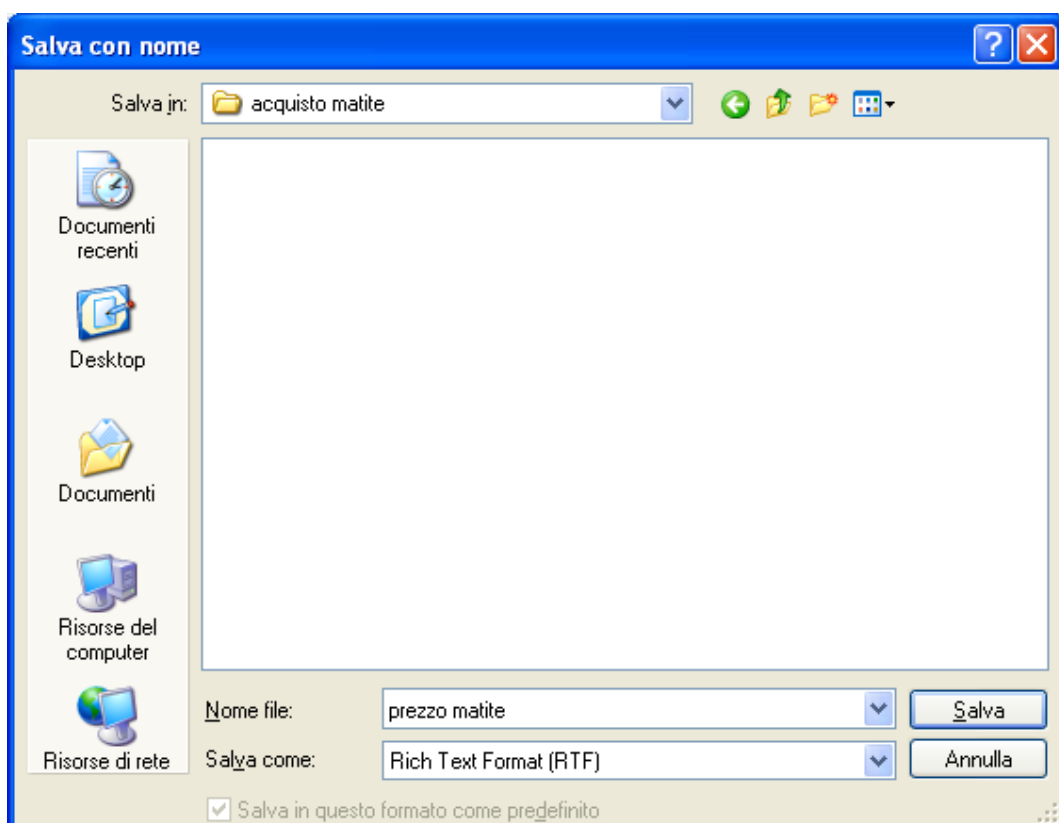 Salva con nome
Salva in: acquisto matite
Documenti
recenti
Desktop
Documenti
Risorse del
computer
Risorse di rete
Nome file: prezzo matite Salva
Salva come: Rich Text Format (RTF) Annulla
Salva in questo formato come predefinito